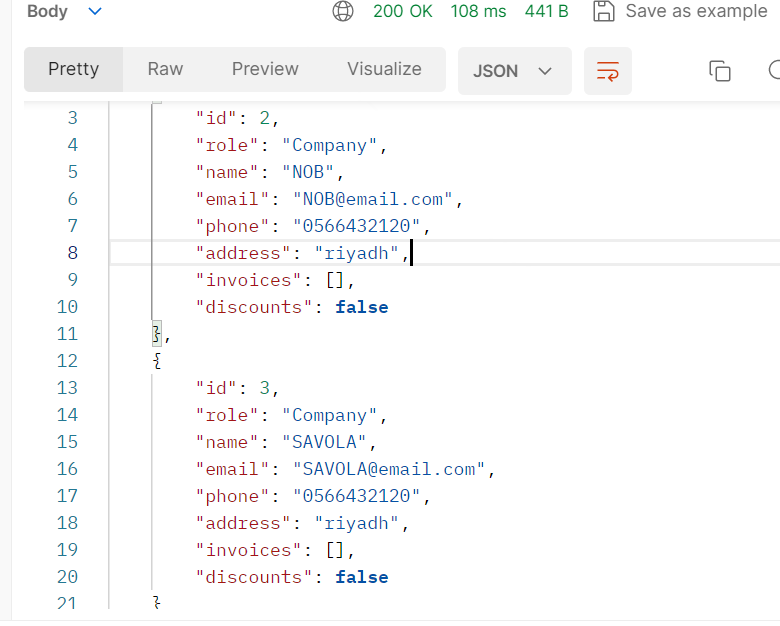 Body 200 OK 108 ms 441 B Save as example
Pretty Raw Preview Visualize JSON
3 "id": 2,
4 "role": "Company",
5 "name": "NOB",
6 "email": "NOB@email.com",
7 "phone": "0566432120",
8 "address": "riyadh",
9 "invoices": [],
10 "discounts": false
11 },
12 {
13 "id": 3,
14 "role": "Company",
15 "name": "SAVOLA",
16 "email": "SAVOLA@email.com",
17 "phone": "0566432120",
18 "address": "riyadh",
19 "invoices": [],
20 "discounts": false
21 }